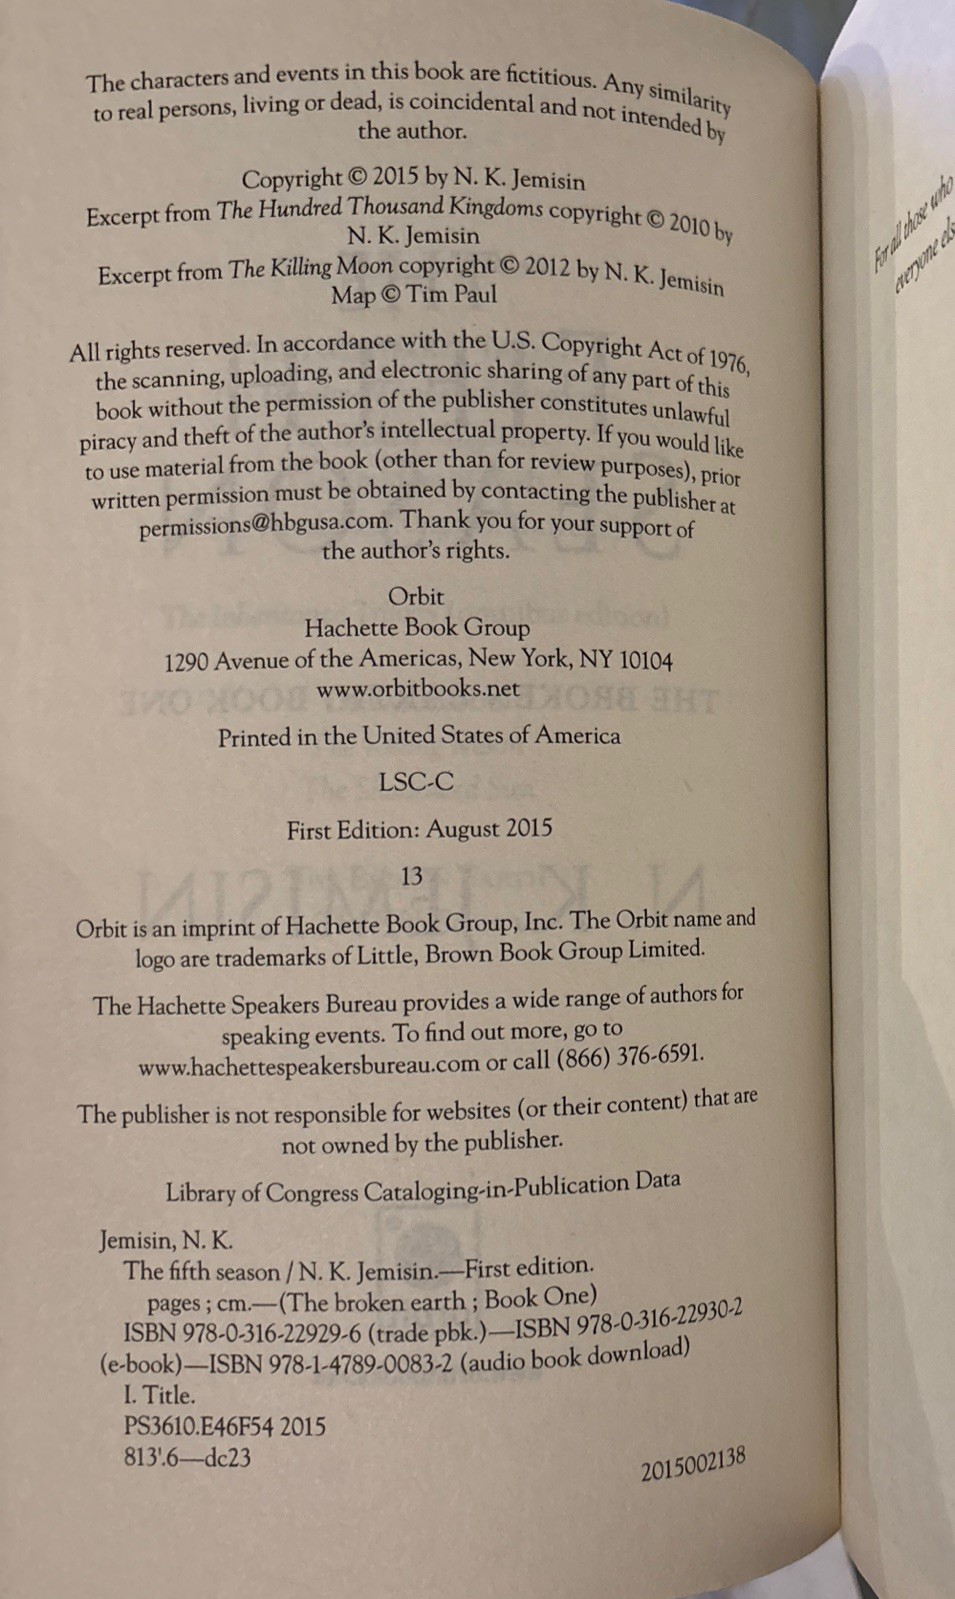 The characters and events in this book are fictitious. Any similarity
to real persons, living or dead, is coincidental and not intended by
the author.
Copyright © 2015 by N. K. Jemisin
Excerpt from The Hundred Thousand Kingdoms copyright © 2010 by
N. K. Jemisin
Excerpt from The Killing Moon copyright © 2012 by N. K. Jemisin
Map © Tim Paul
All rights reserved. In accordance with the U.S. Copyright Act of 1976,
the scanning, uploading, and electronic sharing of any part of this
book without the permission of the publisher constitutes unlawful
piracy and theft of the author's intellectual property. If you would like
to use material from the book (other than for review purposes), prior
written permission must be obtained by contacting the publisher at
permissions@hbgusa.com. Thank you for your support of
the author's rights.
Orbit
Hachette Book Group
1290 Avenue of the Americas, New York, NY 10104
www.orbitbooks.net
Printed in the United States of America
LSC-C
First Edition: August 2015
13
Orbit is an imprint of Hachette Book Group, Inc. The Orbit name and
logo are trademarks of Little, Brown Book Group Limited.
The Hachette Speakers Bureau provides a wide range of authors for
speaking events. To find out more, go to
www.hachettespeakersbureau.com or call (866) 376-6591.
The publisher is not responsible for websites (or their content) that are
not owned by the publisher.
Library of Congress Cataloging-in-Publication Data
Jemisin, N. K.
The fifth season / N. K. Jemisin.—First edition.
pages ; cm.—(The broken earth ; Book One)
ISBN 978-0-316-22929-6 (trade pbk.)—ISBN 978-0-316-22930-2
(e-book)—ISBN 978-1-4789-0083-2 (audio book download)
I. Title.
PS3610.E46F54 2015
813'.6—dc23
2015002138
For all those who
everyone els